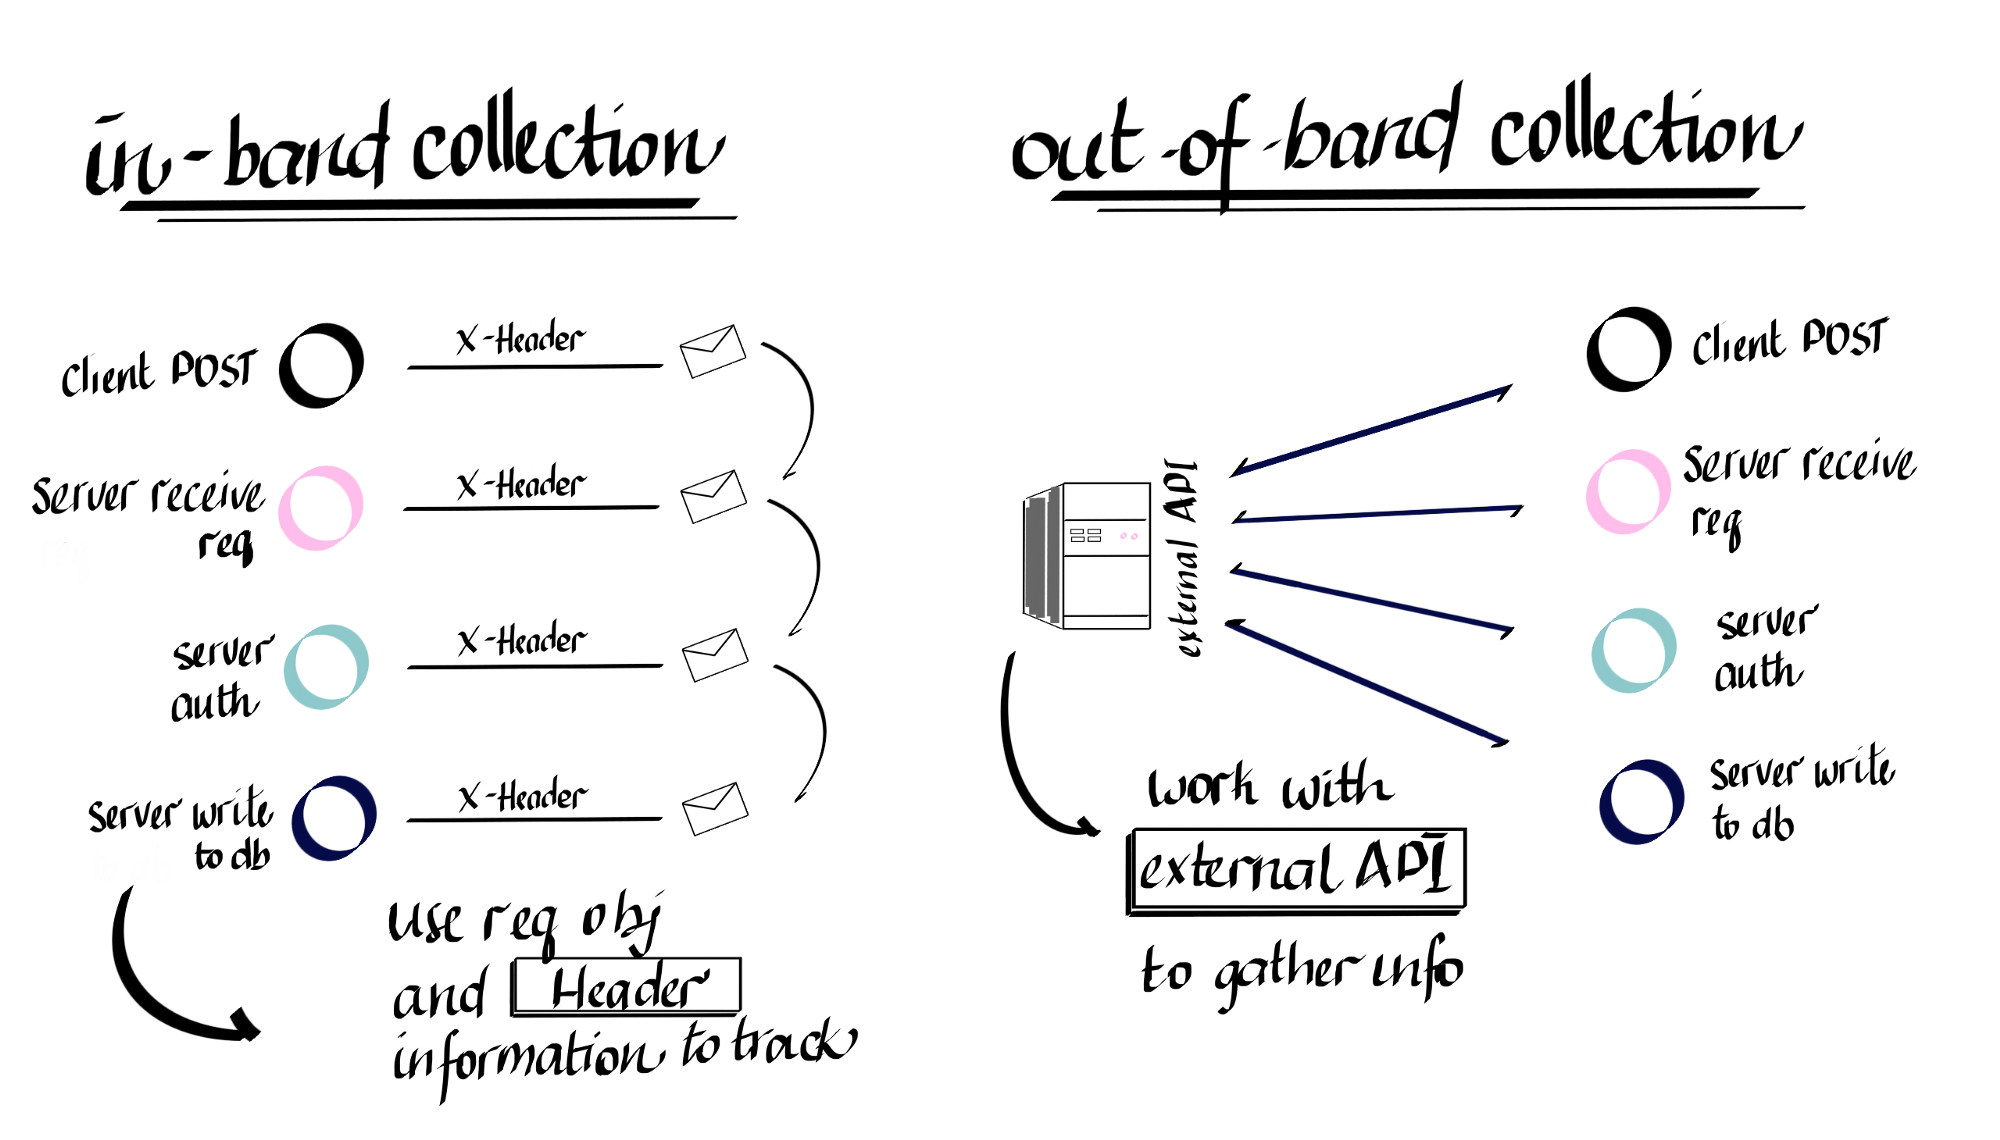 in-band collection
Client POST
X-Header
Server receive
req
X-Header
server
auth
X-Header
Server write
to db
X-Header
use req obj
and Header
information to track
out-of-band collection
external API
Client POST
Server receive
req
server
auth
Server write
to db
work with
external API
to gather info